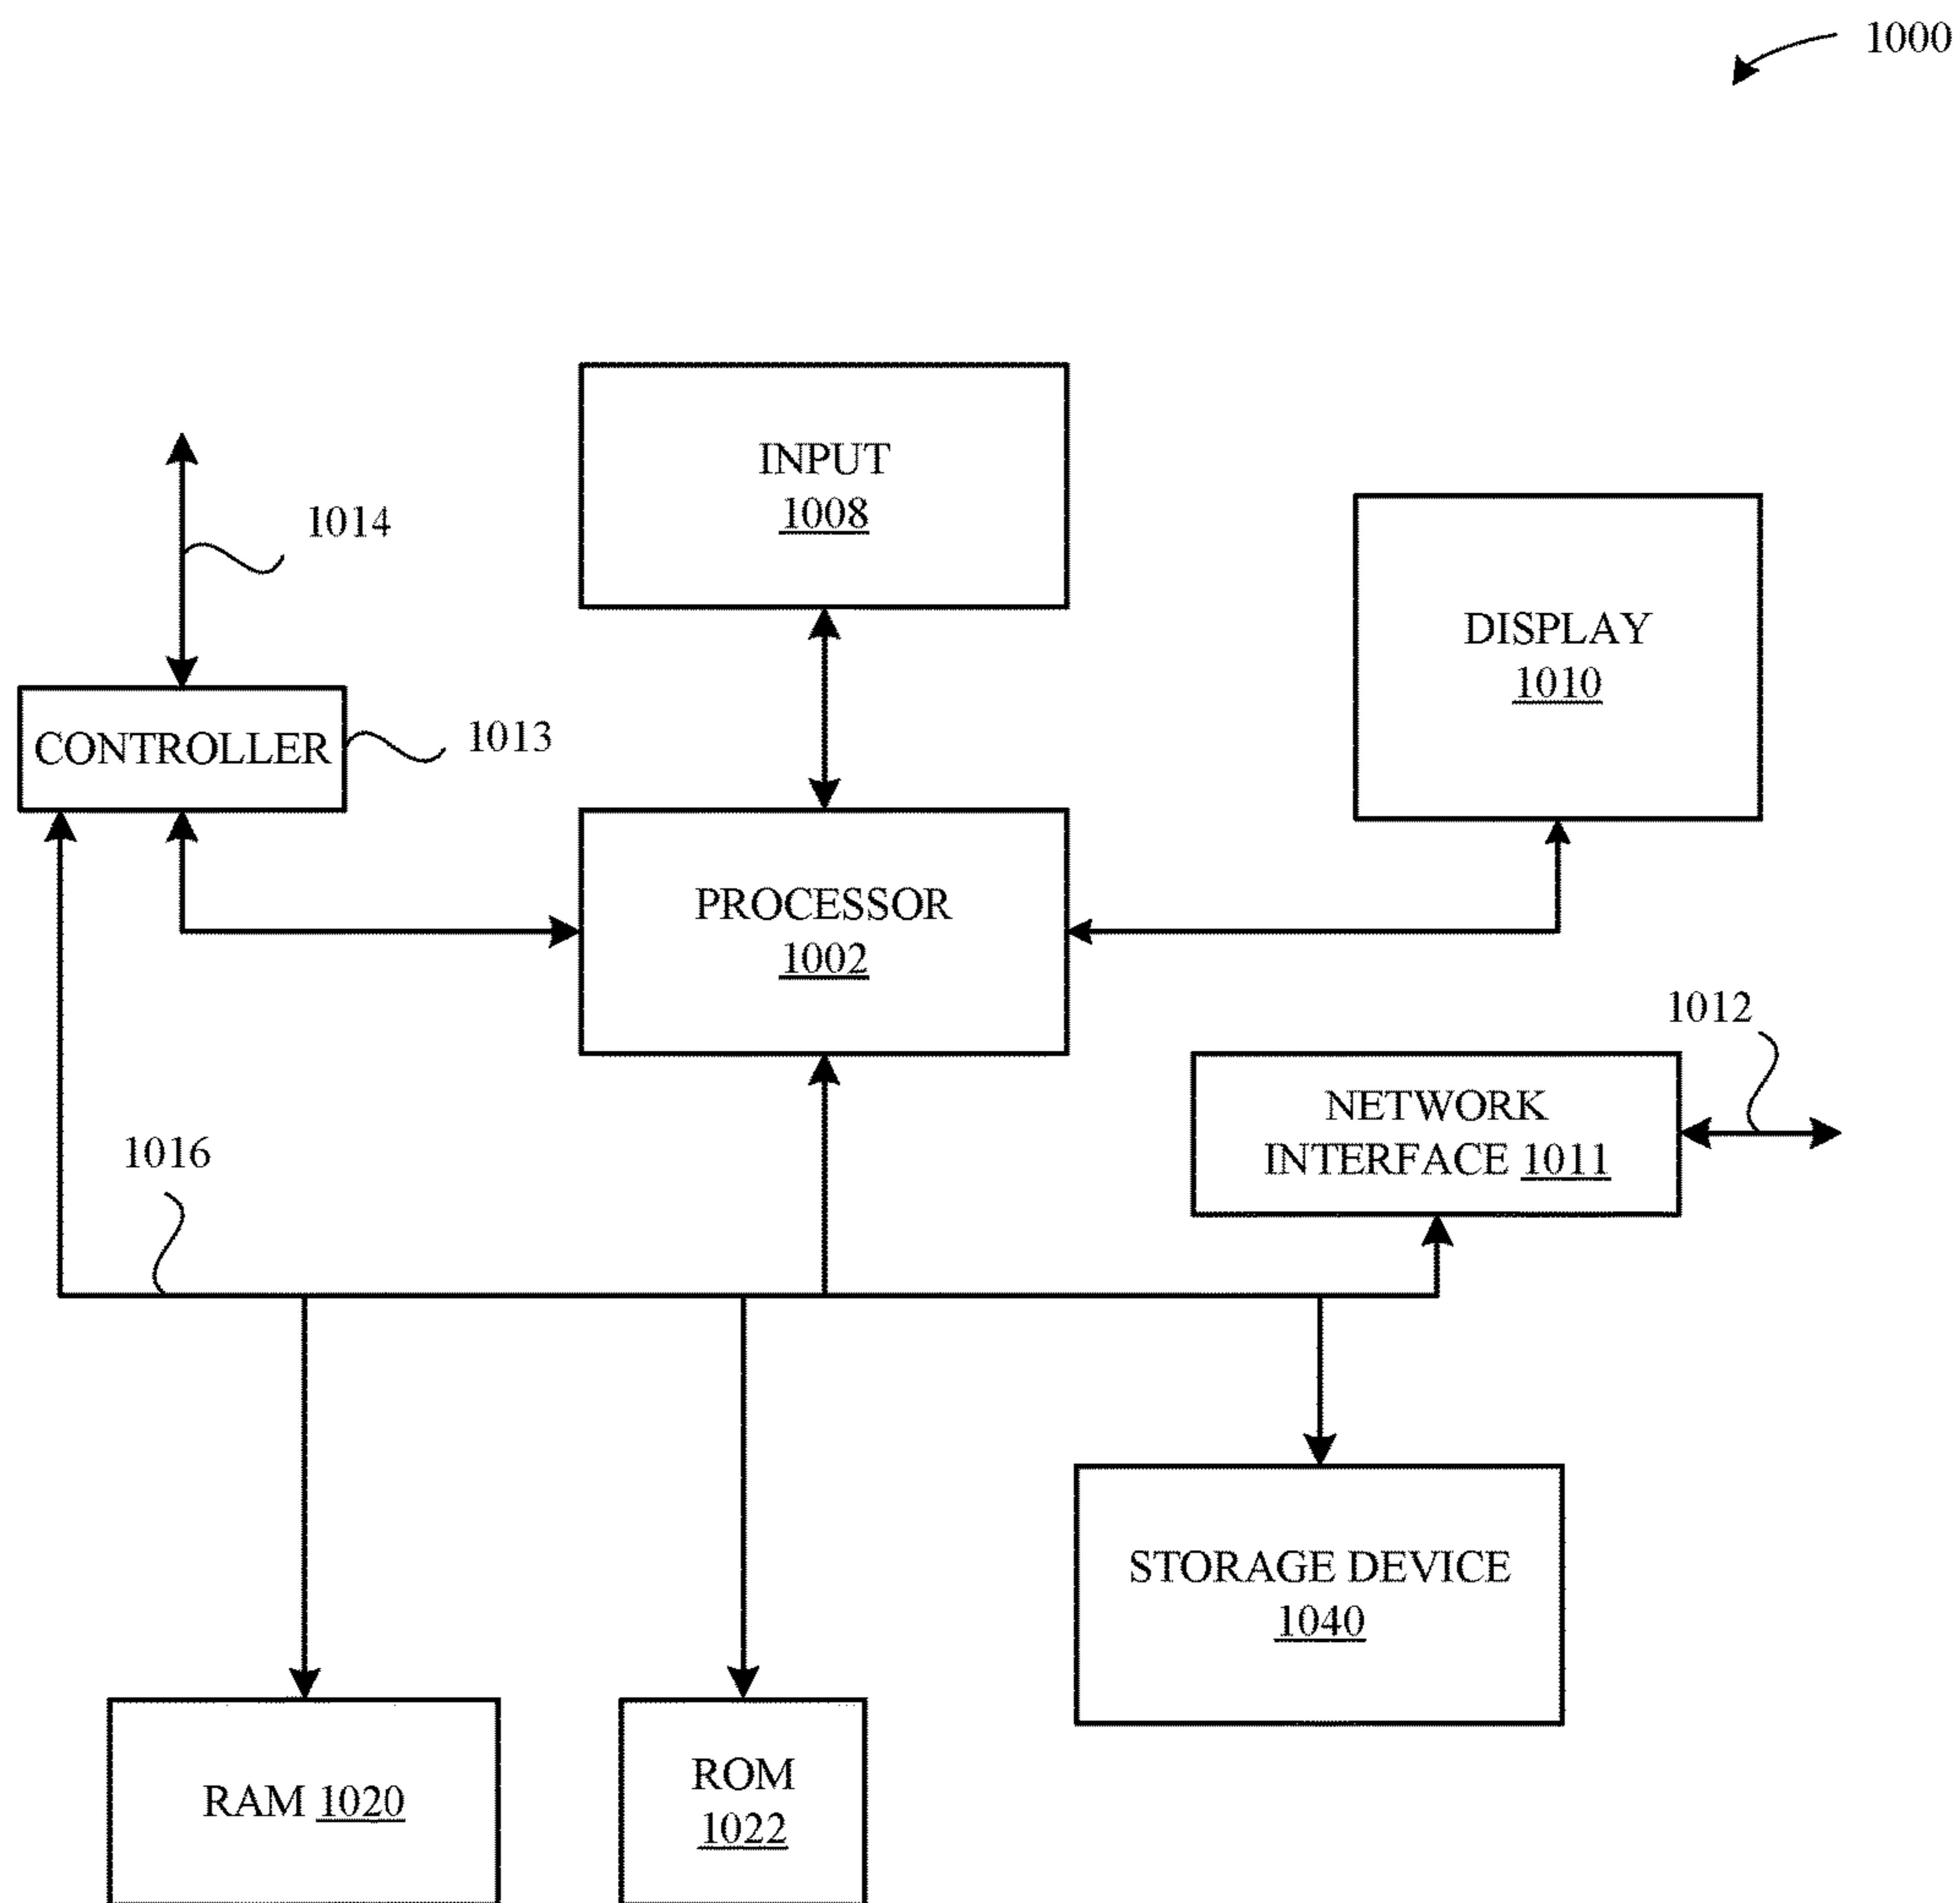 1000
INPUT
1008
1014
DISPLAY
1010
CONTROLLER
1013
PROCESSOR
1002
1012
NETWORK
INTERFACE 1011
1016
STORAGE DEVICE
1040
RAM 1020
ROM
1022